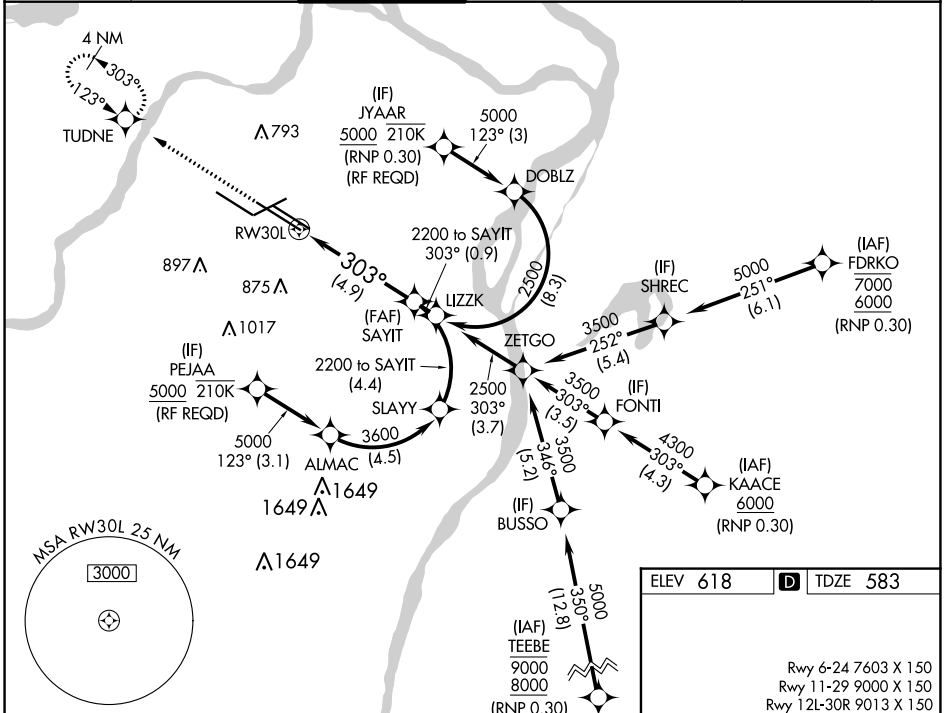 4 NM
303°
123°
TUDNE
793
(IF)
JYAAR
5000 210K
(RNP 0.30)
(RF REQD)
5000
123° (3)
DOBLZ
RW30L
2200 to SAYIT
303° (0.9)
303°
(4.9)
2500
(8.3)
(IAF)
FDRKO
7000
6000
(RNP 0.30)
5000
251°
(6.1)
(IF)
SHREC
897
875
LIZZK
(FAF)
SAYIT
1017
ZETGO
3500
252°
(5.4)
(IF)
PEJAA
5000 210K
(RF REQD)
2200 to SAYIT
(4.4)
SLAYY
2500
303°
(3.7)
3500
303°
(3.5)
(IF)
FONTI
5000
123° (3.1)
3600
(4.5)
ALMAC
3500
346°
(5.2)
4300
303°
(4.3)
(IAF)
KAACE
6000
(RNP 0.30)
1649
1649
(IF)
BUSSO
1649
MSA RW30L 25 NM
3000
5000
350°
(12.8)
(IAF)
TEEBE
9000
8000
(RNP 0.30)
ELEV 618 D TDZE 583
Rwy 6-24 7603 X 150
Rwy 11-29 9000 X 150
Rwy 12L-30R 9013 X 150